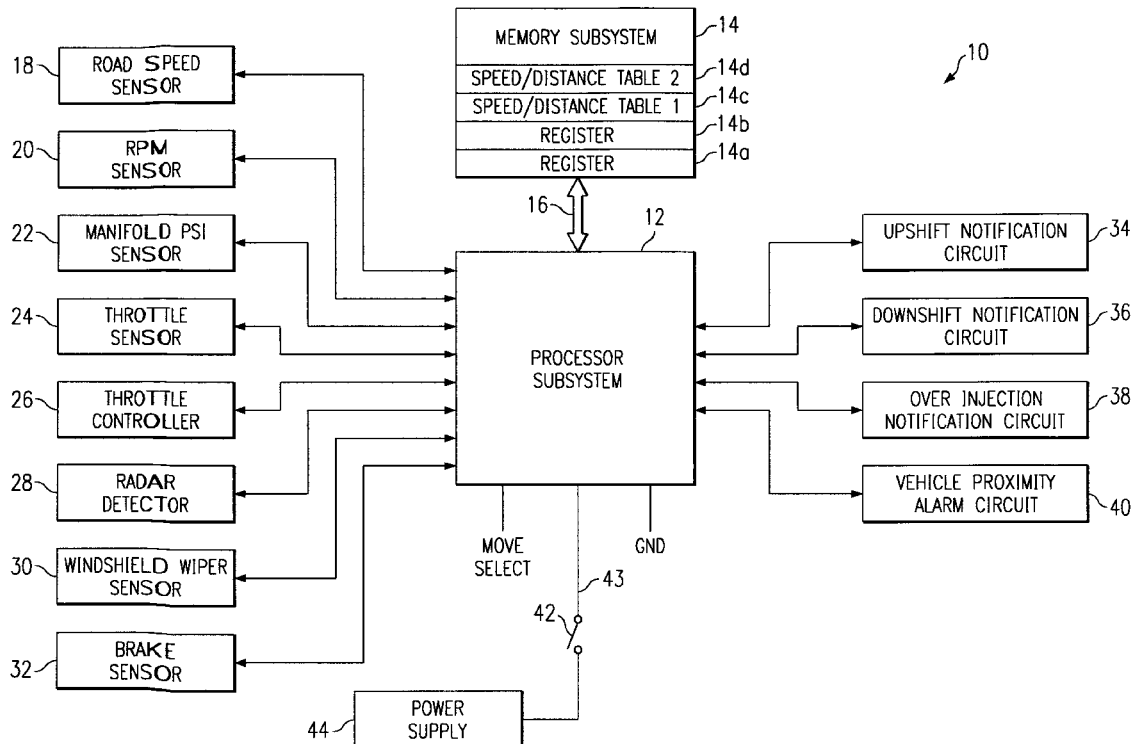 MEMORY SUBSYSTEM
14
SPEED/DISTANCE TABLE 2
14d
SPEED/DISTANCE TABLE 1
14c
REGISTER
14b
REGISTER
14a
10
16
12
18
ROAD SPEED
SENSOR
20
RPM
SENSOR
22
MANIFOLD PSI
SENSOR
24
THROTTLE
SENSOR
26
THROTTLE
CONTROLLER
28
RADAR
DETECTOR
30
WINDSHIELD WIPER
SENSOR
32
BRAKE
SENSOR
PROCESSOR
SUBSYSTEM
UPSHIFT NOTIFICATION
CIRCUIT
34
DOWNSHIFT NOTIFICATION
CIRCUIT
36
OVER INJECTION
NOTIFICATION CIRCUIT
38
VEHICLE PROXIMITY
ALARM CIRCUIT
40
MOVE
SELECT
GND
43
42
44
POWER
SUPPLY